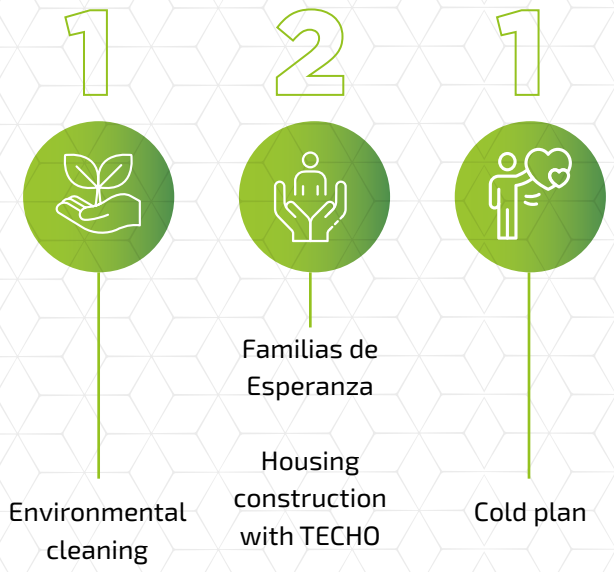 1
2
1
Familias de
Esperanza
Housing
construction
with TECHO
Environmental
cleaning
Cold plan